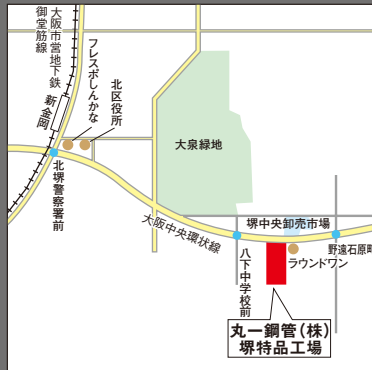 大阪市営地下鉄
御堂筋線
新金岡
フレスポしんかな
北区役所
大泉緑地
北堺警察署前
大阪中央環状線
堺中央卸売市場
八下中学校前
野遠石原町
ラウンドワン
丸一鋼管(株)
堺特品工場